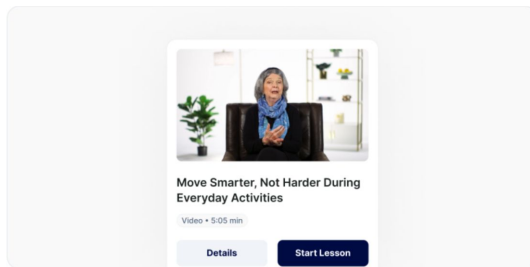 Move Smarter, Not Harder During
Everyday Activities
Video • 5:05 min
Details
Start Lesson